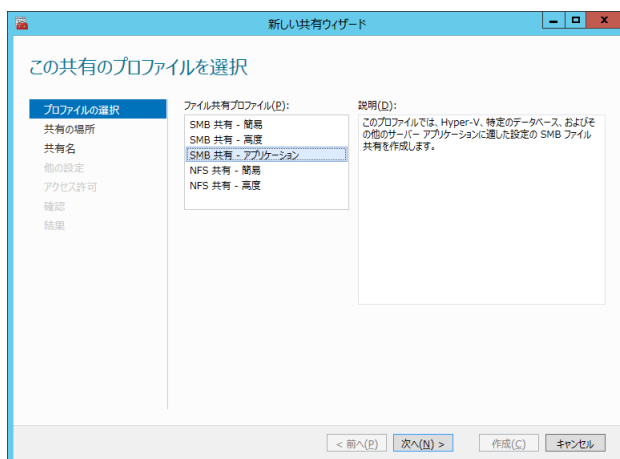 新しい共有ウィザード
この共有のプロファイルを選択
プロファイルの選択
共有の場所
共有名
他の設定
アクセス許可
確認
結果
ファイル共有プロファイル(P):
SMB 共有 - 簡易
SMB 共有 - 高度
SMB 共有 - アプリケーション
NFS 共有 - 簡易
NFS 共有 - 高度
説明(D):
このプロファイルでは、Hyper-V、特定のデータベース、およびそ
の他のサーバー アプリケーションに適した設定の SMB ファイル
共有を作成します。
< 前へ(P)
次へ(N) >
作成(C)
キャンセル